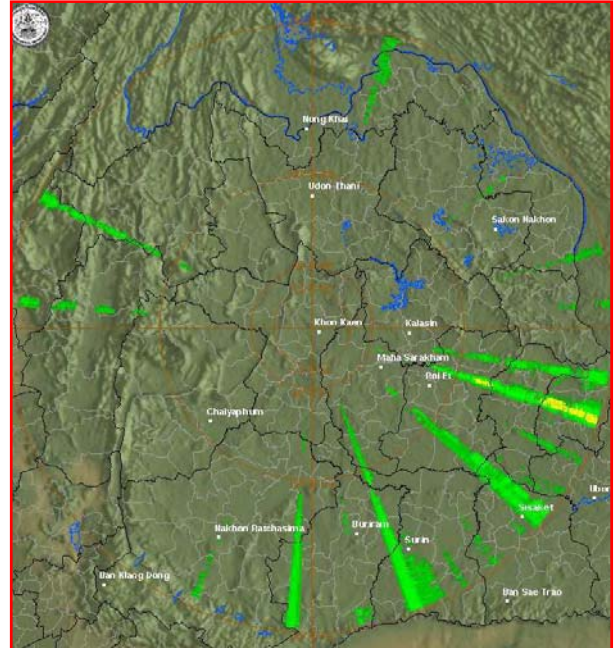 Nung Khai
Udon Thani
Sakon Nakhon
Khon Kaen
Kalasin
Maha Sarakham
Roi Et
Chaiyaphum
Ubon
Sisaket
Nakhon Ratchasima
Buriram
Surin
Ban Klang Dong
Ban Sae Trao